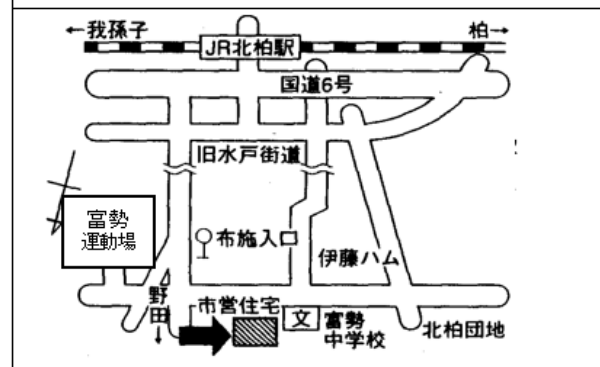 ←我孫子
柏→
JR北柏駅
国道6号
旧水戸街道
富勢
運動場
布施入口
伊藤ハム
野田↓
市営住宅
文
富勢
中学校
北柏団地